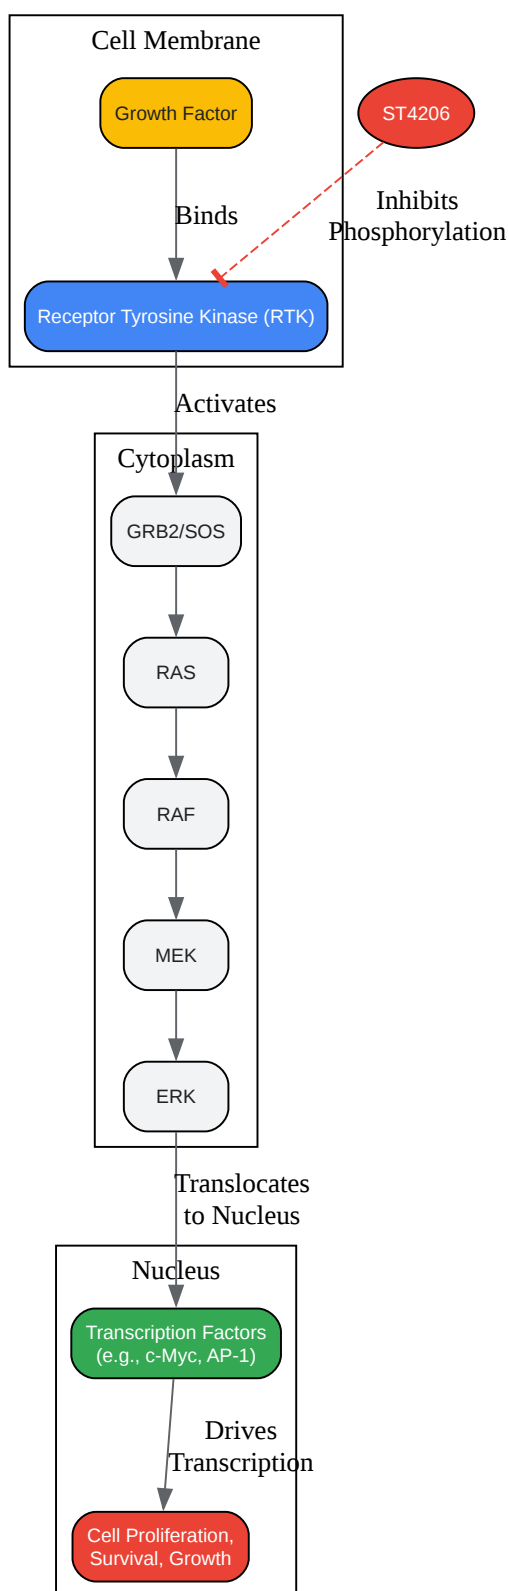 Cell Membrane
Growth Factor
ST4206
Binds
Inhibits
Phosphorylation
Receptor Tyrosine Kinase (RTK)
Activates
Cytoplasm
GRB2/SOS
RAS
RAF
MEK
ERK
Translocates
to Nucleus
Nucleus
Transcription Factors
(e.g., c-Myc, AP-1)
Drives
Transcription
Cell Proliferation,
Survival, Growth